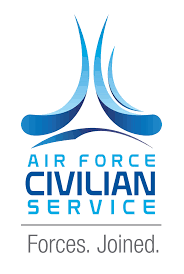 AIR FORCE
CIVILIAN
SERVICE
Forces. Joined.